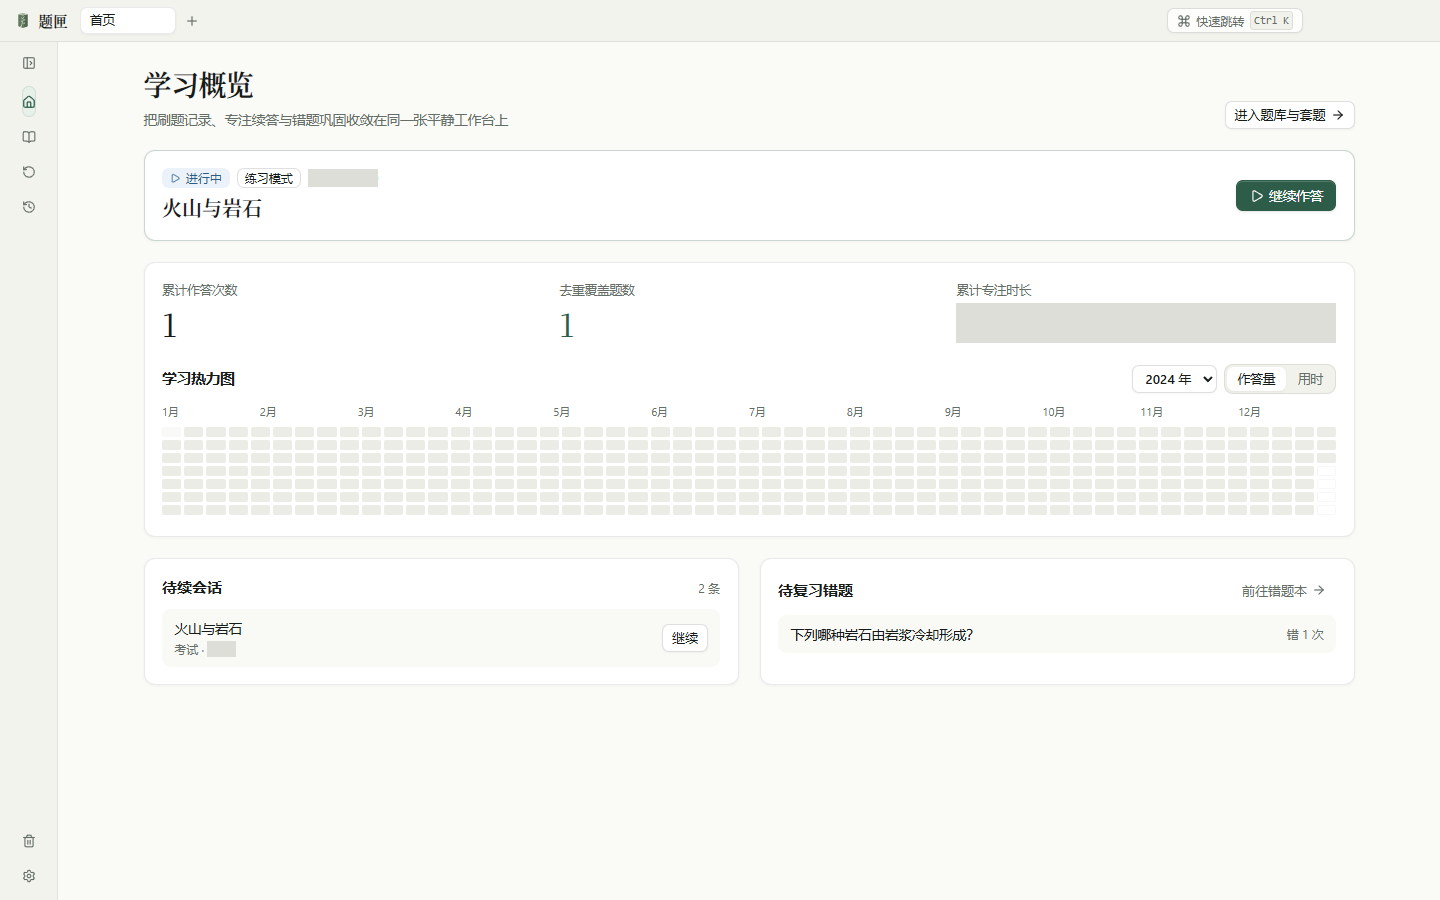 题匣
首页
快速跳转 Ctrl K
学习概览
把刷题记录、专注续答与错题巩固收敛在同一张平静工作台上
进入题库与套题
进行中 练习模式
火山与岩石
继续作答
累计作答次数 去重覆盖题数 累计专注时长
1 1
学习热力图
2024 年 作答量 用时
1月 2月 3月 4月 5月 6月 7月 8月 9月 10月 11月 12月
待续会话 2 条
火山与岩石
考试 ·
继续
待复习错题 前往错题本
下列哪种岩石由岩浆冷却形成? 错 1 次